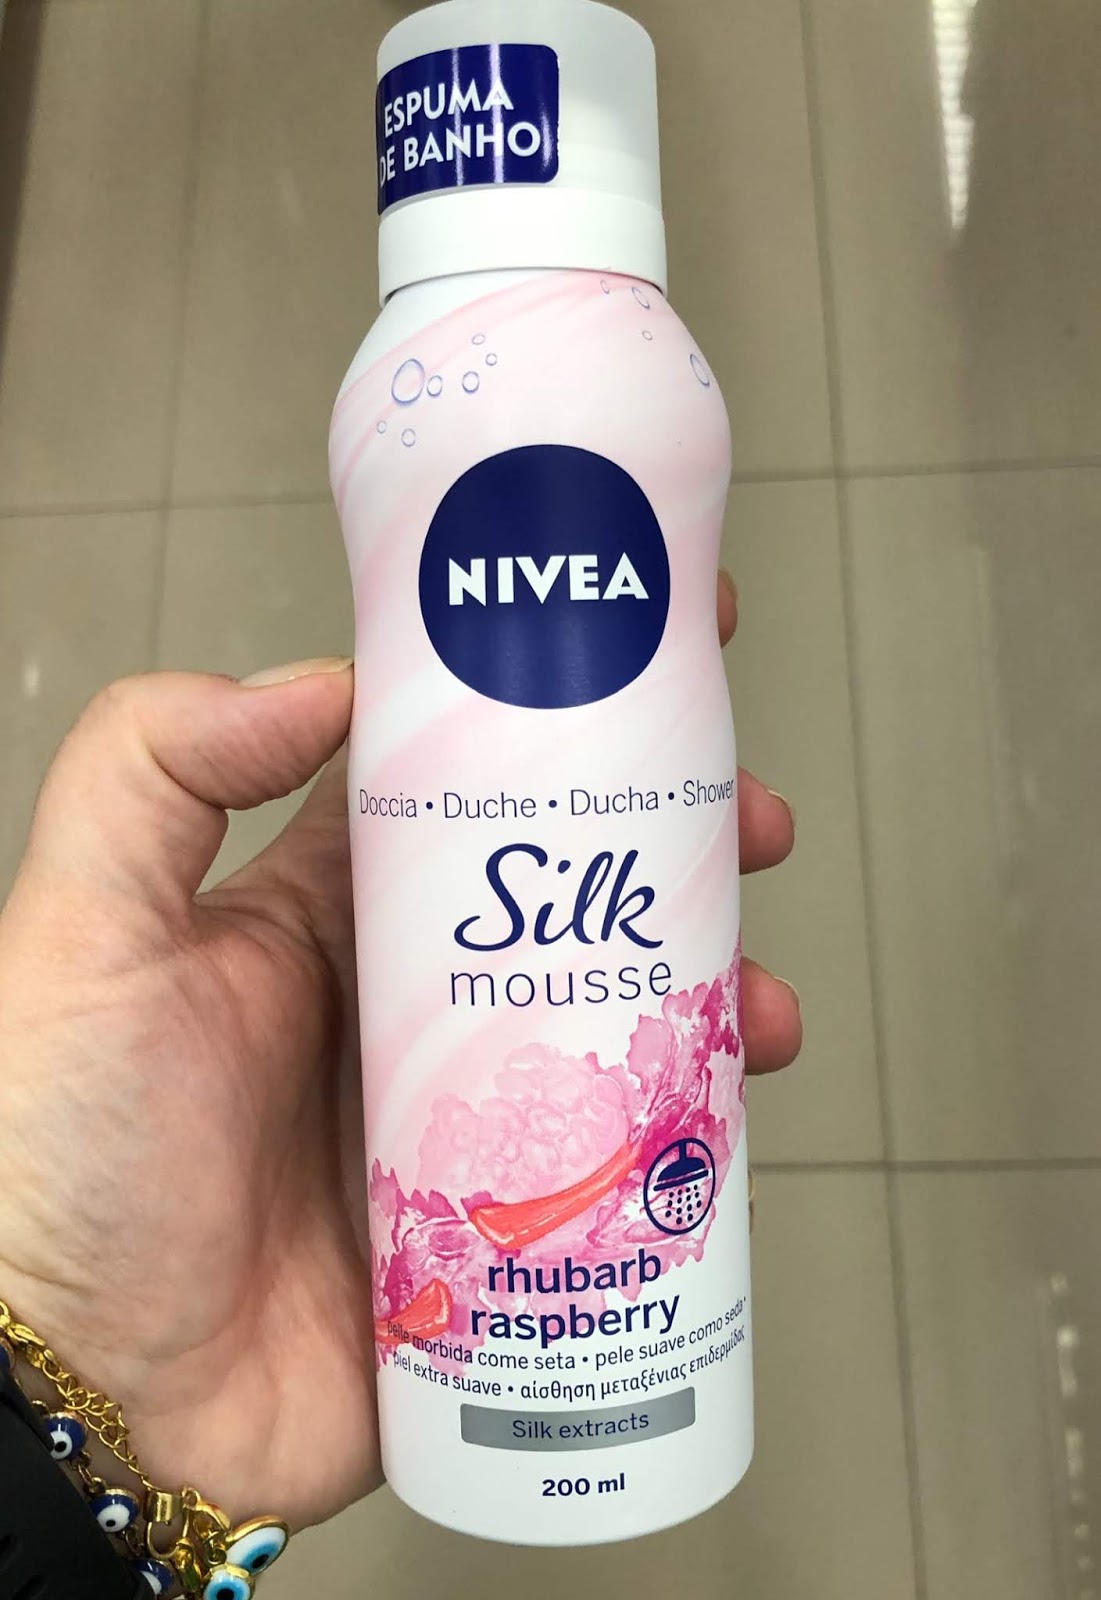 ESPUMA
DE BANHO
NIVEA
Doccia • Duche • Ducha • Shower
Silk
mousse
rhubarb
raspberry
pelle morbida come seta • pele suave como seda •
piel extra suave • αίσθηση μεταξένιας επιδερμίδας
Silk extracts
200 ml